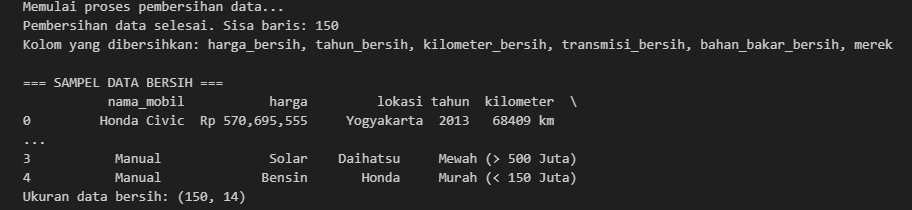 Memulai proses pembersihan data...
Pembersihan data selesai. Sisa baris: 150
Kolom yang dibersihkan: harga_bersih, tahun_bersih, kilometer_bersih, transmisi_bersih, bahan_bakar_bersih, merek
=== SAMPEL DATA BERSIH ===
nama_mobil harga lokasi tahun kilometer \
0 Honda Civic Rp 570,695,555 Yogyakarta 2013 68409 km
...
3 Manual Solar Daihatsu Mewah (> 500 Juta)
4 Manual Bensin Honda Murah (< 150 Juta)
Ukuran data bersih: (150, 14)